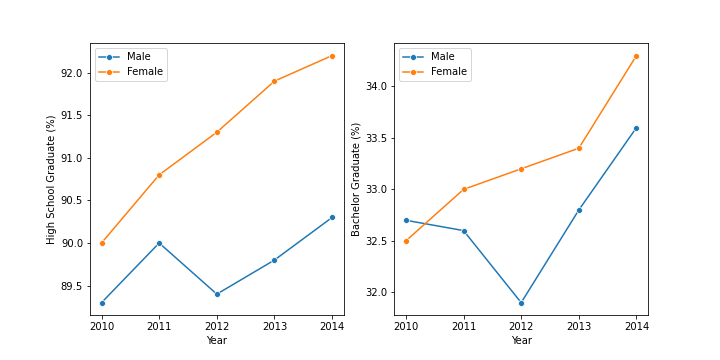 Male
Female
High School Graduate (%)
92.0
91.5
91.0
90.5
90.0
89.5
2010
2011
2012
2013
2014
Year
Male
Female
Bachelor Graduate (%)
34.0
33.5
33.0
32.5
32.0
2010
2011
2012
2013
2014
Year